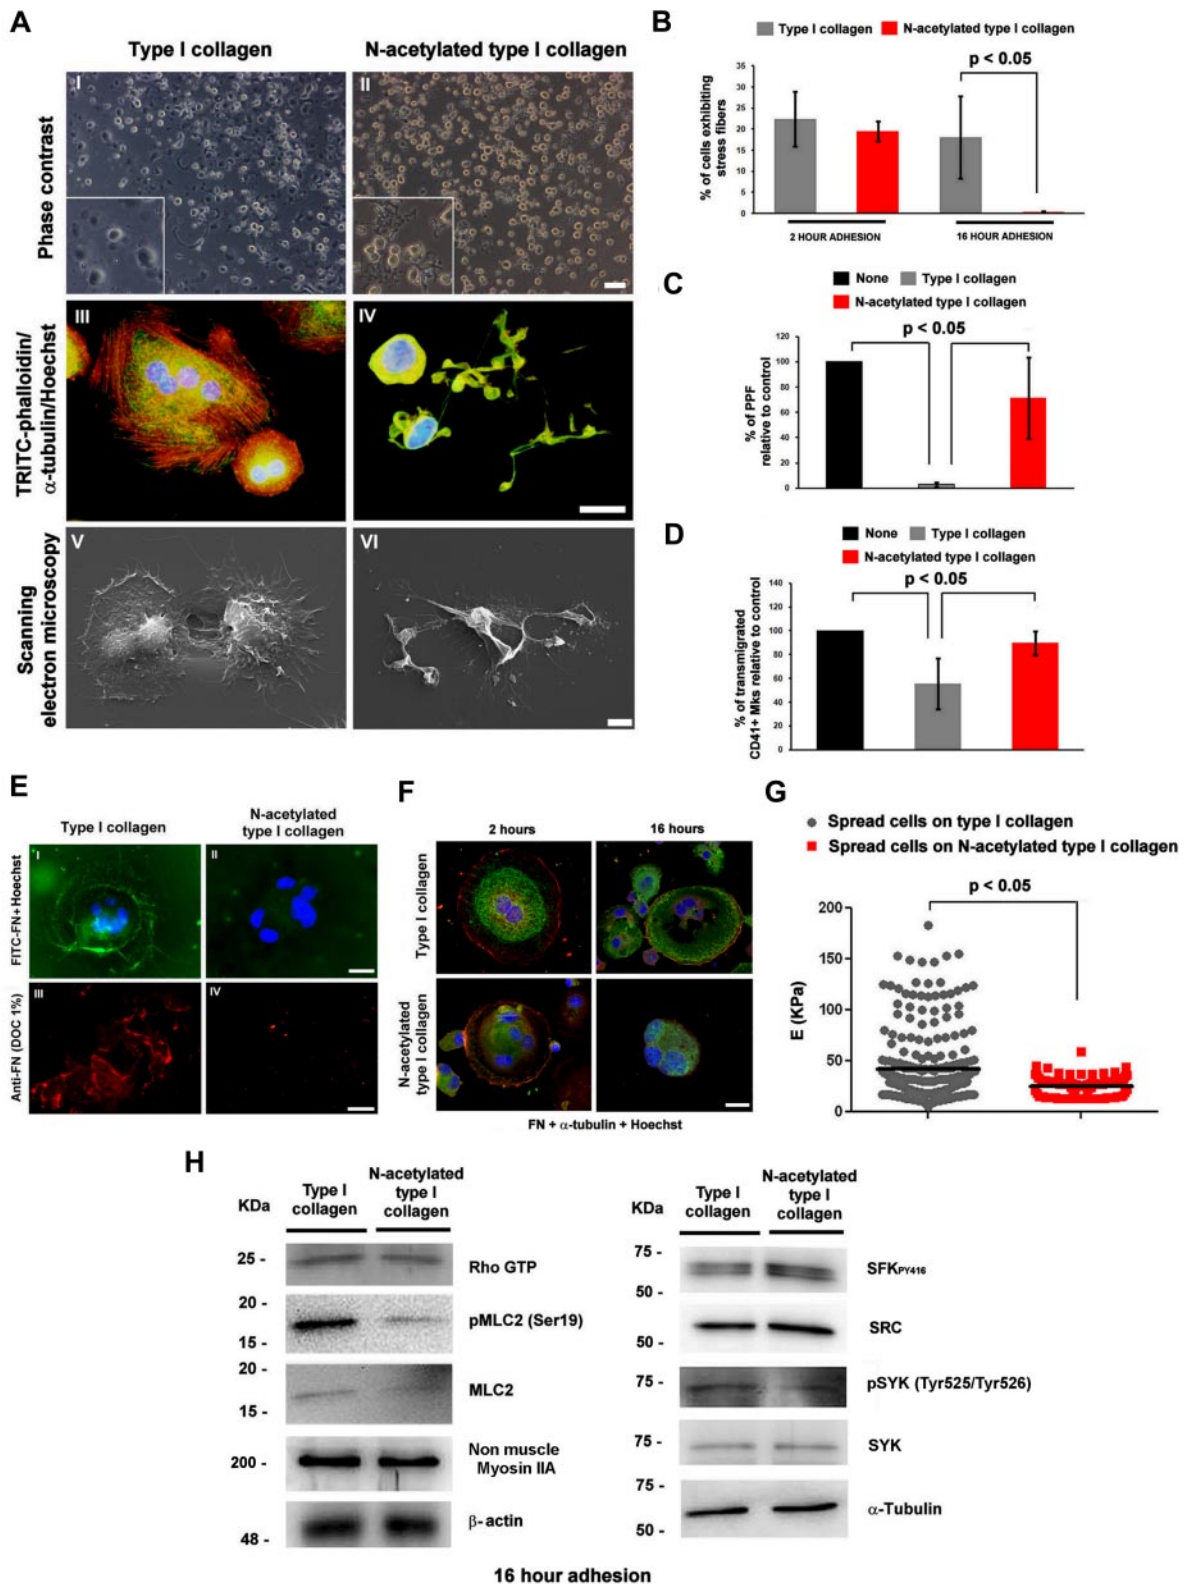 A
Type I collagen
N-acetylated type I collagen
Phase contrast
I
II
TRITC-phalloidin/
α-tubulin/Hoechst
III
IV
Scanning
electron microscopy
V
VI
B
Type I collagen
N-acetylated type I collagen
p < 0.05
% of cells exhibiting
stress fibers
35
30
25
20
15
10
5
0
2 HOUR ADHESION
16 HOUR ADHESION
C
None
Type I collagen
N-acetylated type I collagen
p < 0.05
% of PPF
relative to control
120
100
80
60
40
20
0
D
None
Type I collagen
N-acetylated type I collagen
p < 0.05
% of transmigrated
CD41+ Mks relative to control
140
120
100
80
60
40
20
0
E
Type I collagen
N-acetylated
type I collagen
FITC-FN+Hoechst
I
II
Anti-FN (DOC 1%)
III
IV
F
2 hours
16 hours
Type I collagen
N-acetylated
type I collagen
FN + α-tubulin + Hoechst
G
Spread cells on type I collagen
Spread cells on N-acetylated type I collagen
p < 0.05
E (KPa)
200
150
100
50
0
H
KDa
Type I
collagen
N-acetylated
type I
collagen
25 -
Rho GTP
20 -
pMLC2 (Ser19)
15 -
20 -
MLC2
15 -
200 -
Non muscle
Myosin IIA
β- actin
48 -
KDa
Type I
collagen
N-acetylated
type I
collagen
75 -
SFKPY416
50 -
SRC
50 -
75 -
pSYK (Tyr525/Tyr526)
75 -
SYK
75 -
α-Tubulin
50 -
16 hour adhesion